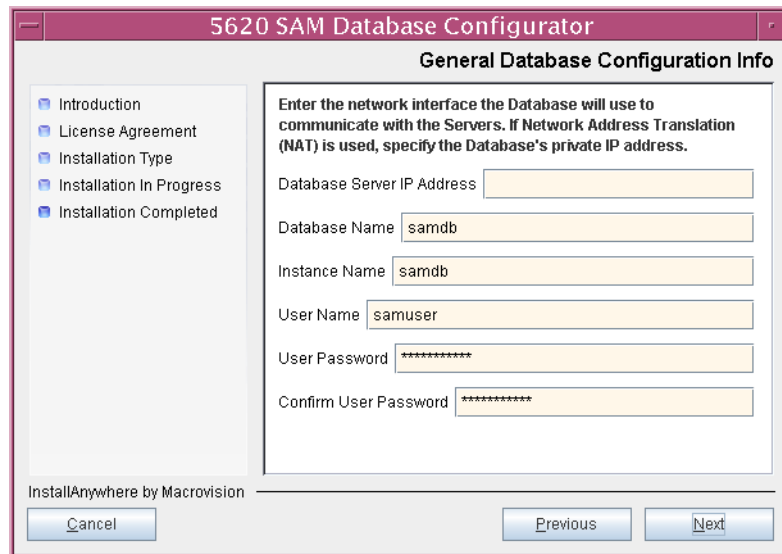 5620 SAM Database Configurator
General Database Configuration Info
Introduction
License Agreement
Installation Type
Installation In Progress
Installation Completed
Enter the network interface the Database will use to
communicate with the Servers. If Network Address Translation
(NAT) is used, specify the Database's private IP address.
Database Server IP Address
Database Name samdb
Instance Name samdb
User Name samuser
User Password ***********
Confirm User Password ***********
InstallAnywhere by Macrovision
Cancel Previous Next